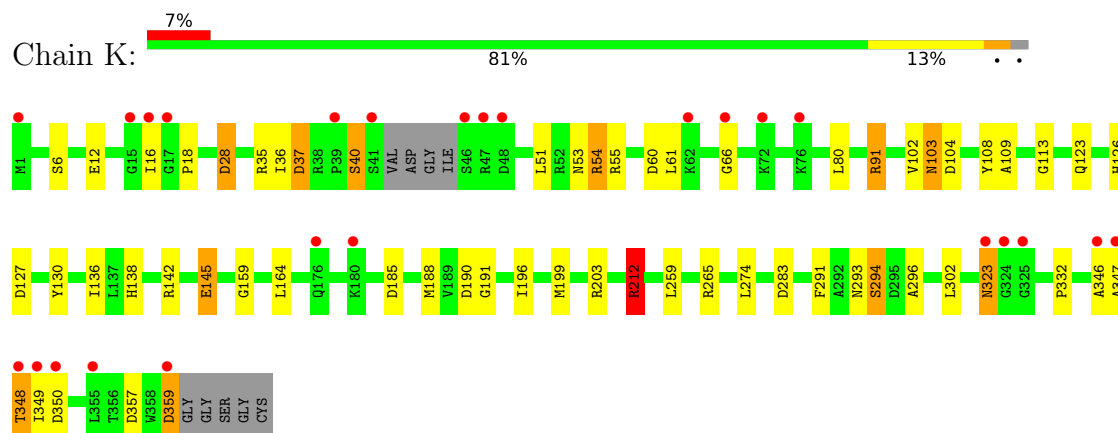 7%
Chain K:
81% 13% • •
M1 S6 E12 G15 I16 G17 P18 D28 R35 I36 D37 R38 P39 S40 S41 VAL ASP GLY ILE S46 R47 D48 L51 R52 N53 R54 R55 D60 L61 K62 G66 K72 K76 L80 R91 V102 N103 D104 Y108 A109 G113 Q123 H126
D127 Y130 I136 L137 H138 R142 E145 G159 L164 Q176 K180 D185 M188 V189 D190 G191 I196 M199 R203 R212 L259 R265 L274 D283 F291 A292 N293 S294 D295 A296 L302 N323 G324 G325 P332 A346 A347
T348 I349 D350 L355 T356 D357 W358 D359 GLY GLY SER GLY CYS